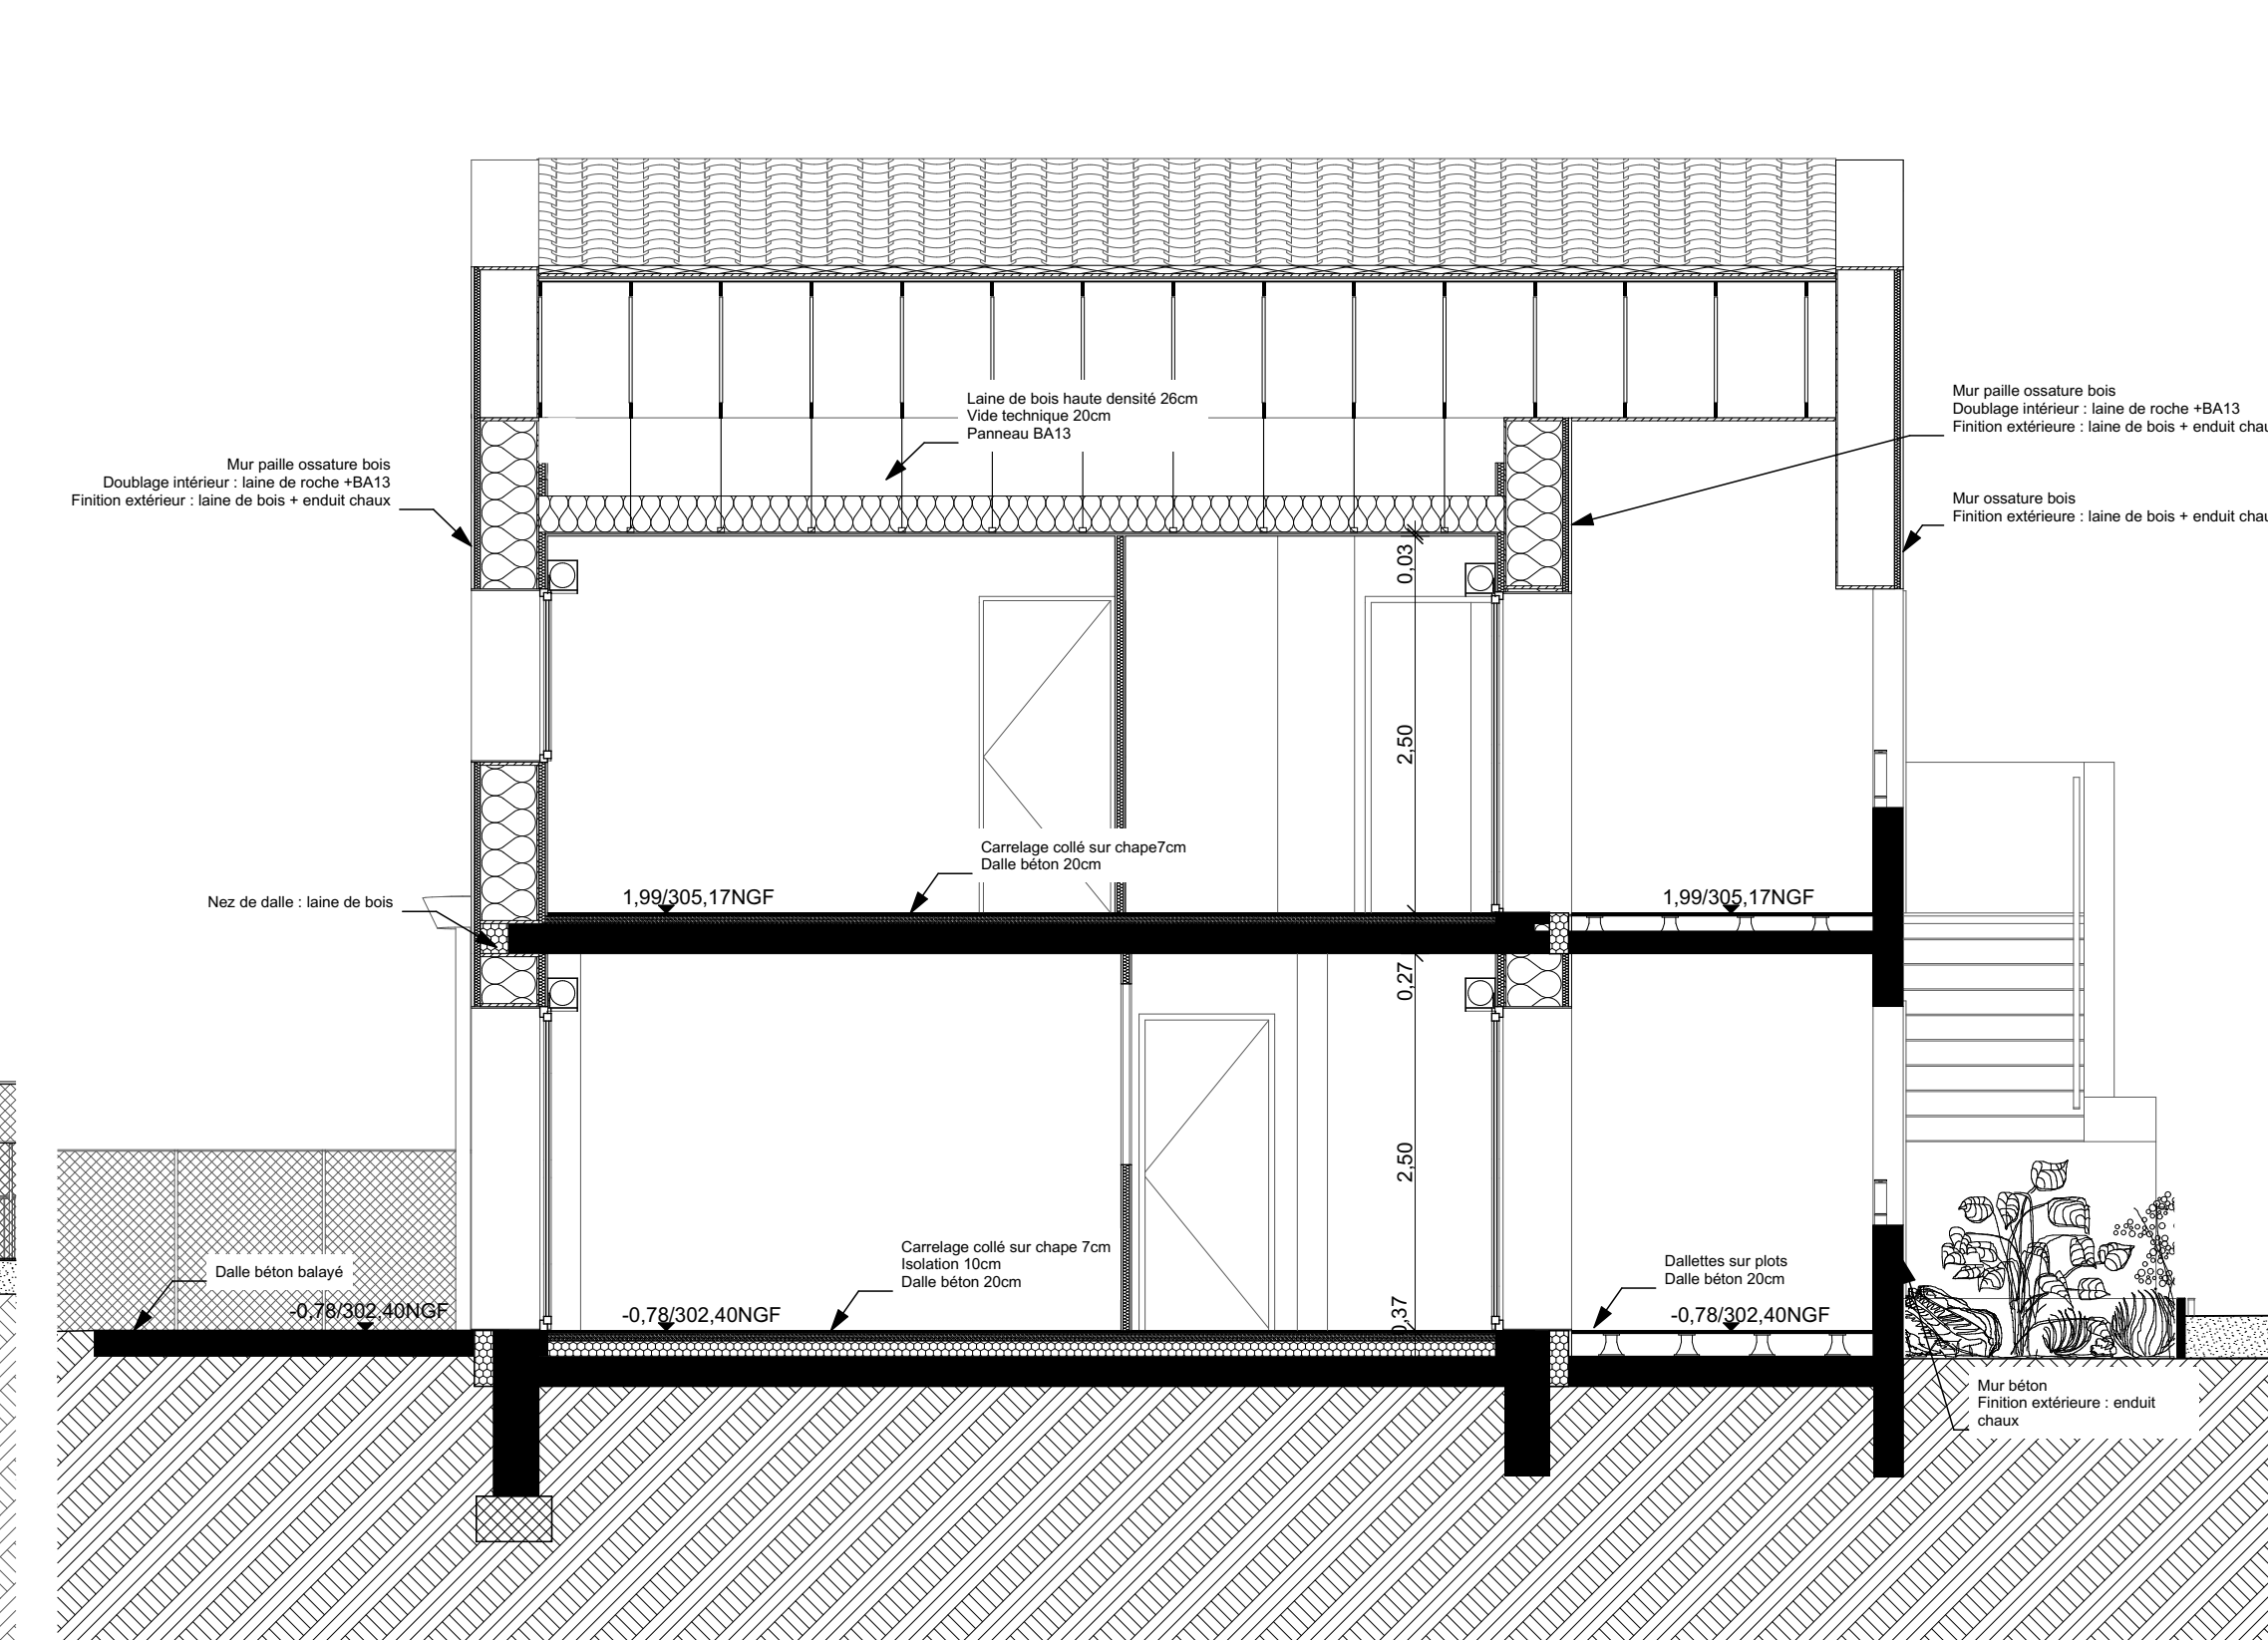 Laine de bois haute densité 26cm
Vide technique 20cm
Panneau BA13
Mur paille ossature bois
Doublage intérieur : laine de roche +BA13
Finition extérieure : laine de bois + enduit
Mur paille ossature bois
Doublage intérieur : laine de roche +BA13
Finition extérieur : laine de bois + enduit chaux
Mur ossature bois
Finition extérieure : laine de bois + enduit
0,03
2,50
Carrelage collé sur chape7cm
Dalle béton 20cm
Nez de dalle : laine de bois
1,99/305,17NGF
1,99/305,17NGF
0,27
2,50
Carrelage collé sur chape 7cm
Isolation 10cm
Dalle béton 20cm
Dallettes sur plots
Dalle béton 20cm
Dalle béton balayé
-0,78/302,40NGF
-0,78/302,40NGF
0,37
-0,78/302,40NGF
Mur béton
Finition extérieure : enduit
chaux